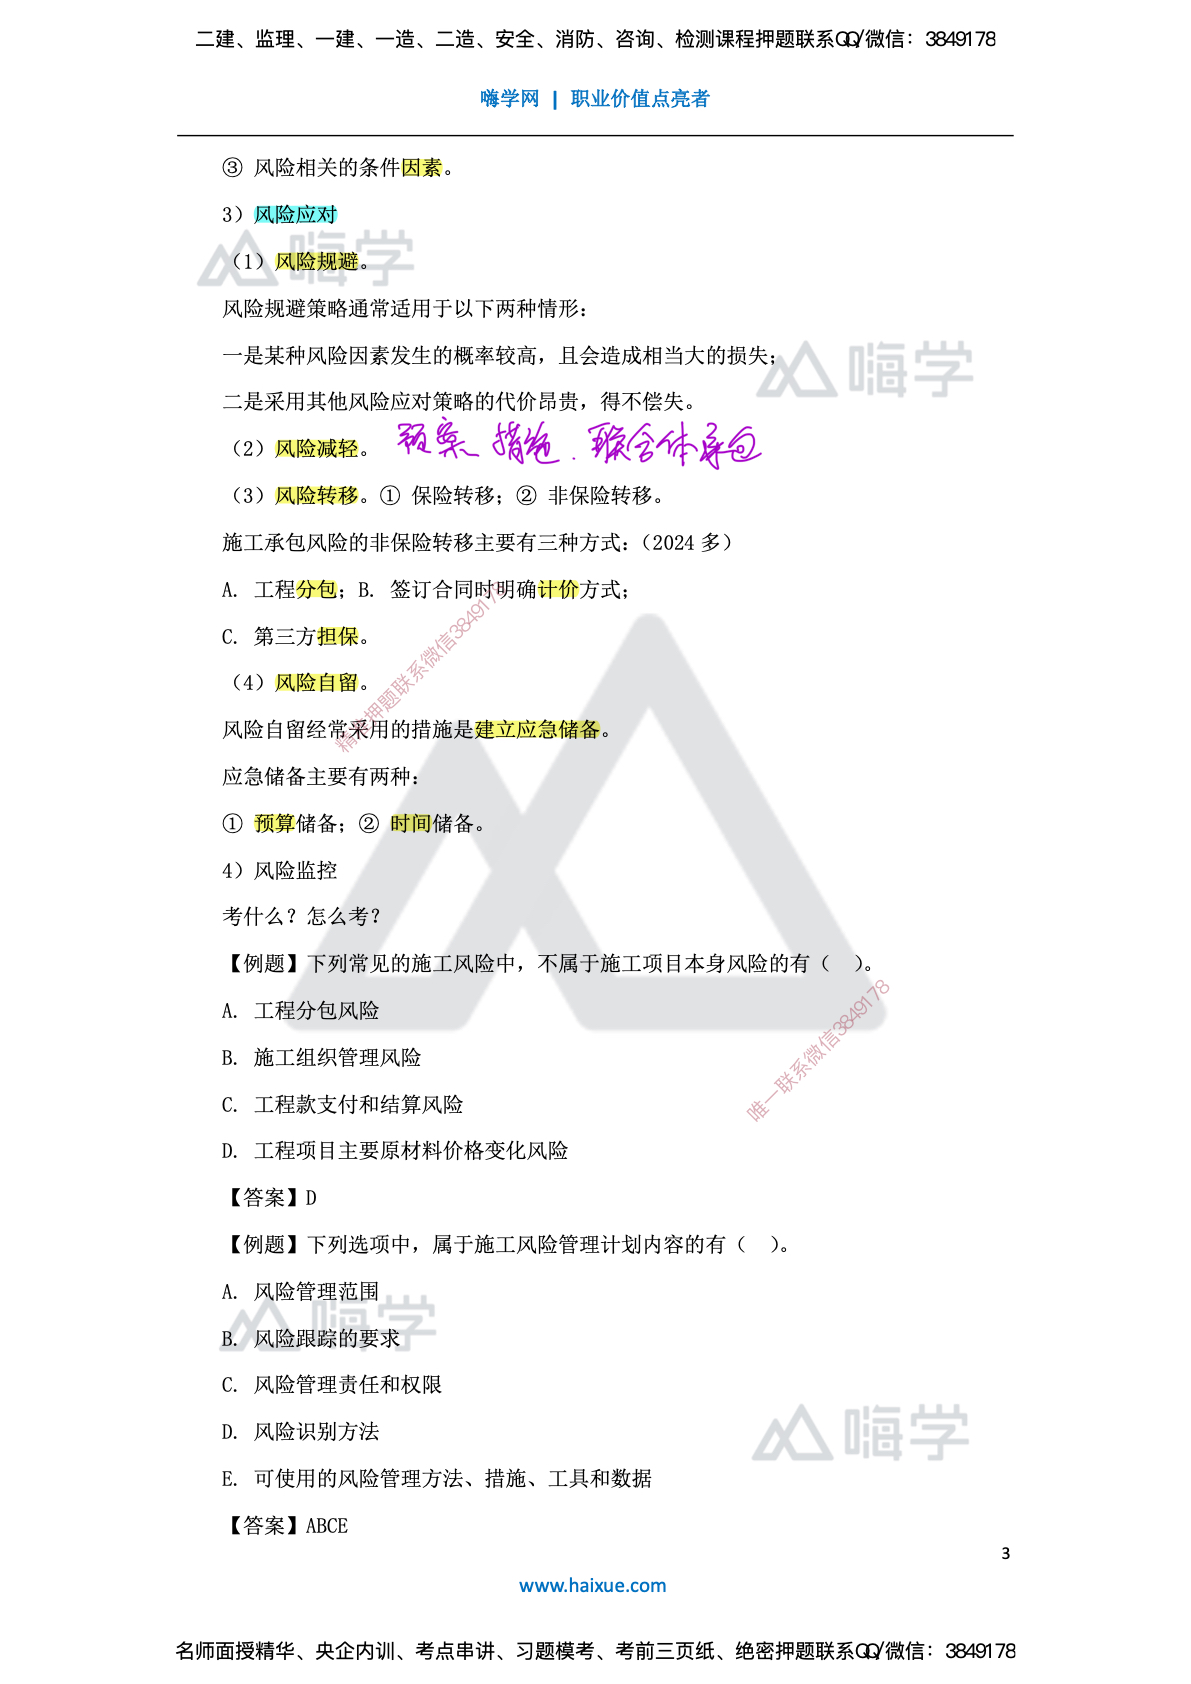 二建、监理、一建、一造、二造、安全、消防、咨询、检测课程押题联系QQ/微信：3849178
嗨学网 | 职业价值点亮者
③ 风险相关的条件因素。
3）风险应对
嗨学
（1）风险规避。
风险规避策略通常适用于以下两种情形：
一是某种风险因素发生的概率较高，且会造成相当大的损失；
嗨学
二是采用其他风险应对策略的代价昂贵，得不偿失。
（2）风险减轻。 预案、措施．联合体承包
（3）风险转移。① 保险转移；② 非保险转移。
施工承包风险的非保险转移主要有三种方式：（2024 多）
A. 工程分包；B. 签订合同时明确计价方式；
C. 第三方担保。
（4）风险自留。
精准押题联系微信3849178
风险自留经常采用的措施是建立应急储备。
应急储备主要有两种：
① 预算储备；② 时间储备。
4）风险监控
考什么？怎么考？
【例题】下列常见的施工风险中，不属于施工项目本身风险的有（ ）。
A. 工程分包风险
B. 施工组织管理风险
唯一联系微信3849178
C. 工程款支付和结算风险
D. 工程项目主要原材料价格变化风险
【答案】D
【例题】下列选项中，属于施工风险管理计划内容的有（ ）。
A. 风险管理范围
嗨学
B. 风险跟踪的要求
C. 风险管理责任和权限
D. 风险识别方法
嗨学
E. 可使用的风险管理方法、措施、工具和数据
【答案】ABCE
3
www.haixue.com
名师面授精华、央企内训、考点串讲、习题模考、考前三页纸、绝密押题联系QQ/微信：3849178